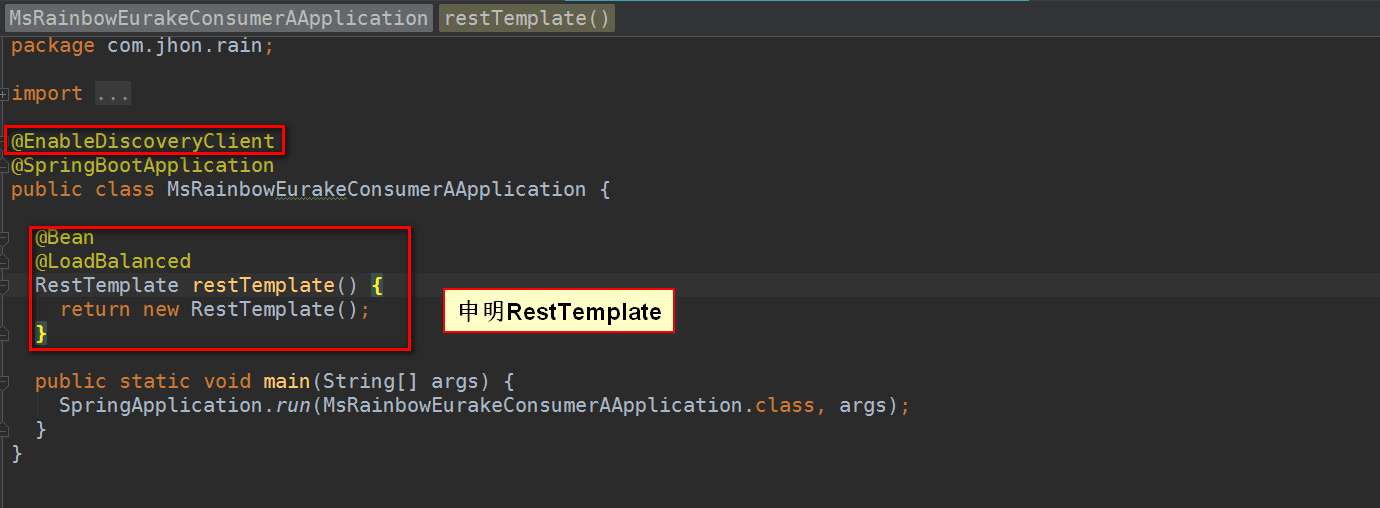 MsRainbowEurakeConsumerAApplication restTemplate()
package com.jhon.rain;
import ...
@EnableDiscoveryClient
@SpringBootApplication
public class MsRainbowEurakeConsumerAApplication {
@Bean
@LoadBalanced
RestTemplate restTemplate() {
return new RestTemplate();
申明RestTemplate
}
public static void main(String[] args) {
SpringApplication.run(MsRainbowEurakeConsumerAApplication.class, args);
}
}